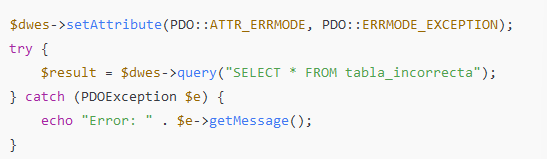 $dwes->setAttribute(PDO::ATTR_ERRMODE, PDO::ERRMODE_EXCEPTION);
try {
    $result = $dwes->query("SELECT * FROM tabla_incorrecta");
} catch (PDOException $e) {
    echo "Error: " . $e->getMessage();
}